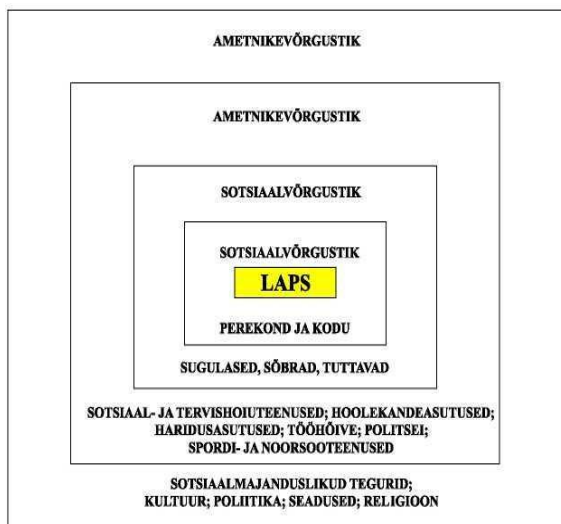 AMETNIKEVÕRGUSTIK
AMETNIKEVÕRGUSTIK
SOTSIAALVÕRGUSTIK
SOTSIAALVÕRGUSTIK
LAPS
PEREKOND JA KODU
SUGULASED, SÕBRAD, TUTTAVAD
SOTSIAAL- JA TERVISHOIUTEENUSED; HOOLEKANDEASUTUSED;
HARIDUSASUTUSED; TÖÖHÕIVE; POLITSEI;
SPORDI- JA NOORSOOTEENUSED
SOTSIAALMAJANDUSLIKUD TEGURID;
KULTUUR; POLIITIKA; SEADUSED; RELIGIOON